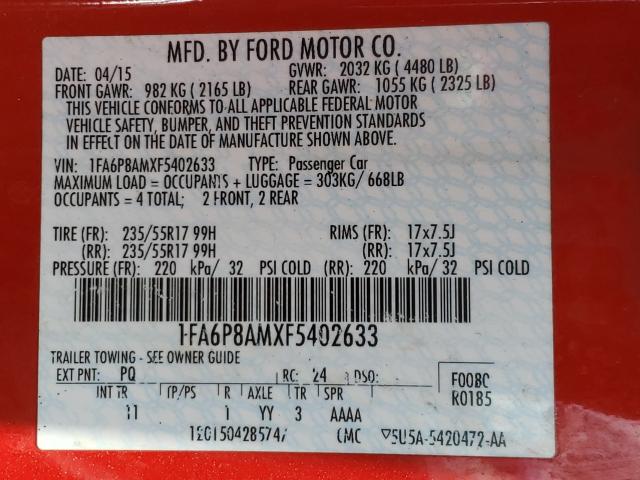 MFD. BY FORD MOTOR CO.
DATE: 04/15 GVWR: 2032 KG ( 4480 LB)
FRONT GAWR: 982 KG ( 2165 LB) REAR GAWR: 1055 KG ( 2325 LB)
THIS VEHICLE CONFORMS TO ALL APPLICABLE FEDERAL MOTOR
VEHICLE SAFETY, BUMPER, AND THEFT PREVENTION STANDARDS
IN EFFECT ON THE DATE OF MANUFACTURE SHOWN ABOVE.
VIN: 1FA6P8AMXF5402633 TYPE: Passenger Car
MAXIMUM LOAD = OCCUPANTS + LUGGAGE = 303KG/ 668LB
OCCUPANTS = 4 TOTAL; 2 FRONT, 2 REAR
TIRE (FR): 235/55R17 99H RIMS (FR): 17x7.5J
(RR): 235/55R17 99H (RR): 17x7.5J
PRESSURE (FR): 220 kPa/ 32 PSI COLD (RR): 220 kPa/ 32 PSI COLD
1FA6P8AMXF5402633
TRAILER TOWING - SEE OWNER GUIDE
EXT PNT: PQ RC: 24 DSO: F008C
INT TR TP/PS R AXLE TR SPR R0185
11 1 YY 3 AAAA
CMC